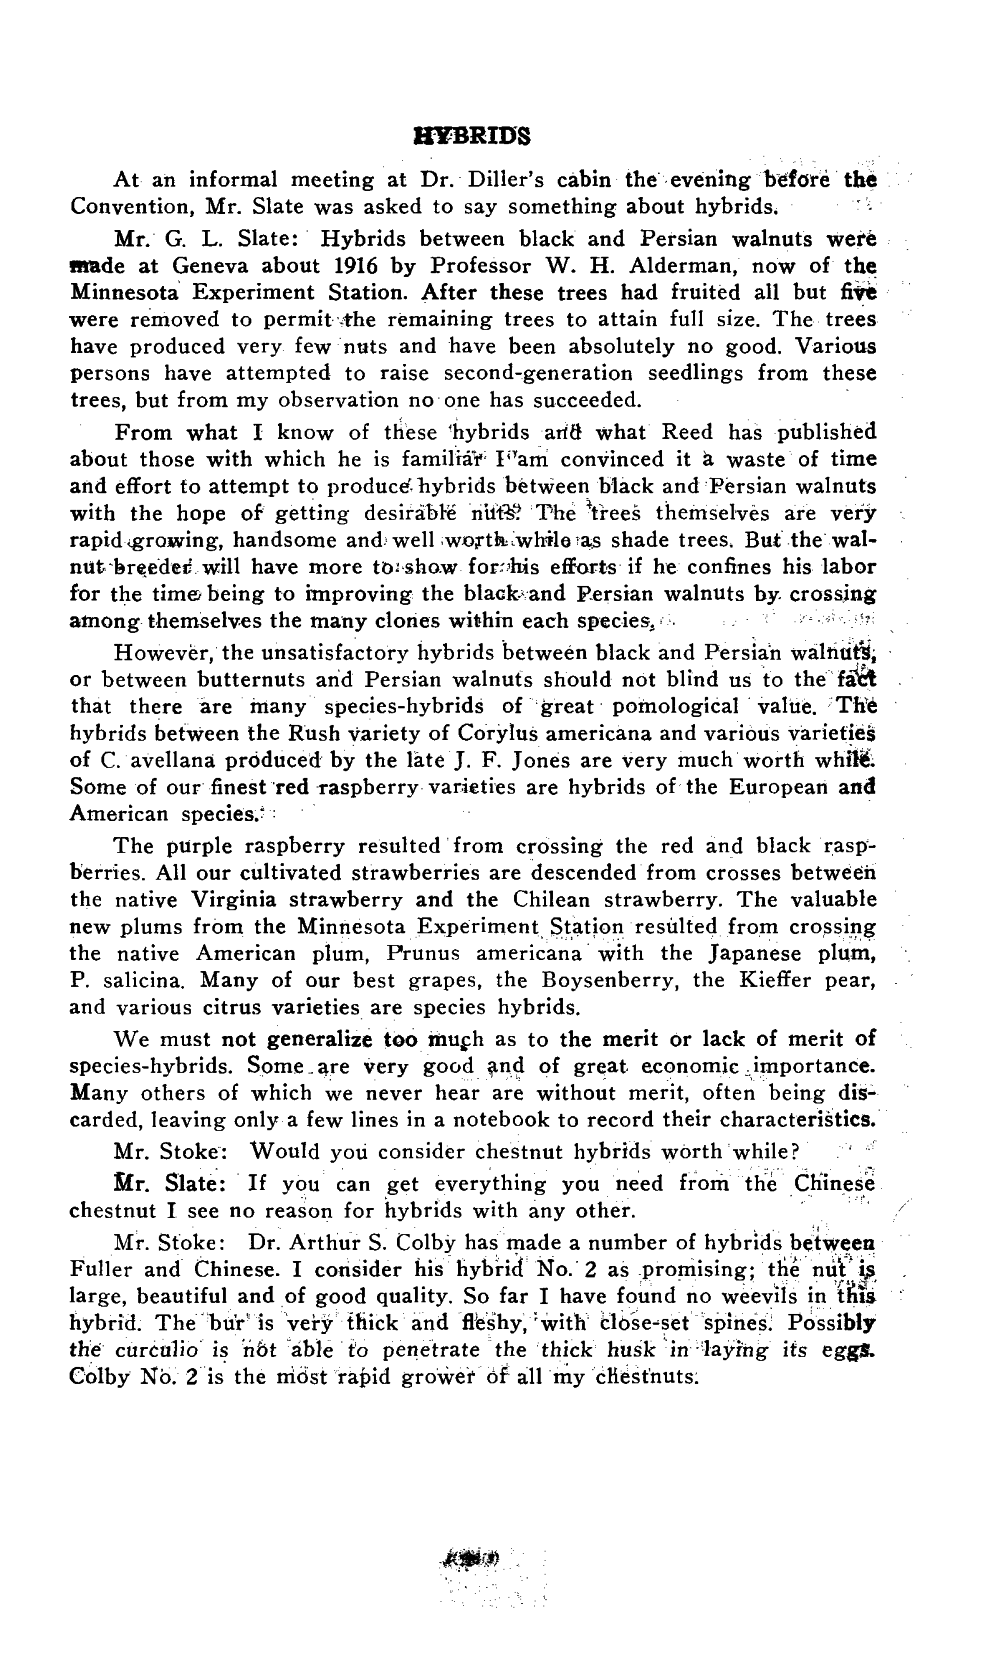 HYBRIDS
At an informal meeting at Dr. Diller's cabin the evening before the
Convention, Mr. Slate was asked to say something about hybrids.
Mr. G. L. Slate: Hybrids between black and Persian walnuts were
made at Geneva about 1916 by Professor W. H. Alderman, now of the
Minnesota Experiment Station. After these trees had fruited all but five
were removed to permit the remaining trees to attain full size. The trees
have produced very few nuts and have been absolutely no good. Various
persons have attempted to raise second-generation seedlings from these
trees, but from my observation no one has succeeded.
From what I know of these hybrids and what Reed has published
about those with which he is familiar I am convinced it a waste of time
and effort to attempt to produce hybrids between black and Persian walnuts
with the hope of getting desirable nuts. The trees themselves are very
rapid growing, handsome and well worth while as shade trees. But the wal-
nut breeder will have more to show for his efforts if he confines his labor
for the time being to improving the black and Persian walnuts by crossing
among themselves the many clones within each species.
However, the unsatisfactory hybrids between black and Persian walnuts,
or between butternuts and Persian walnuts should not blind us to the fact
that there are many species-hybrids of great pomological value. The
hybrids between the Rush variety of Corylus americana and various varieties
of C. avellana produced by the late J. F. Jones are very much worth while.
Some of our finest red raspberry varieties are hybrids of the European and
American species.
The purple raspberry resulted from crossing the red and black rasp-
berries. All our cultivated strawberries are descended from crosses between
the native Virginia strawberry and the Chilean strawberry. The valuable
new plums from the Minnesota Experiment Station resulted from crossing
the native American plum, Prunus americana with the Japanese plum,
P. salicina. Many of our best grapes, the Boysenberry, the Kieffer pear,
and various citrus varieties are species hybrids.
We must not generalize too much as to the merit or lack of merit of
species-hybrids. Some are very good and of great economic importance.
Many others of which we never hear are without merit, often being dis-
carded, leaving only a few lines in a notebook to record their characteristics.
Mr. Stoke: Would you consider chestnut hybrids worth while?
Mr. Slate: If you can get everything you need from the Chinese
chestnut I see no reason for hybrids with any other.
Mr. Stoke: Dr. Arthur S. Colby has made a number of hybrids between
Fuller and Chinese. I consider his hybrid No. 2 as promising; the nut is
large, beautiful and of good quality. So far I have found no weevils in this
hybrid. The bur is very thick and fleshy, with close-set spines. Possibly
the curculio is not able to penetrate the thick husk in laying its eggs.
Colby No. 2 is the most rapid grower of all my chestnuts.